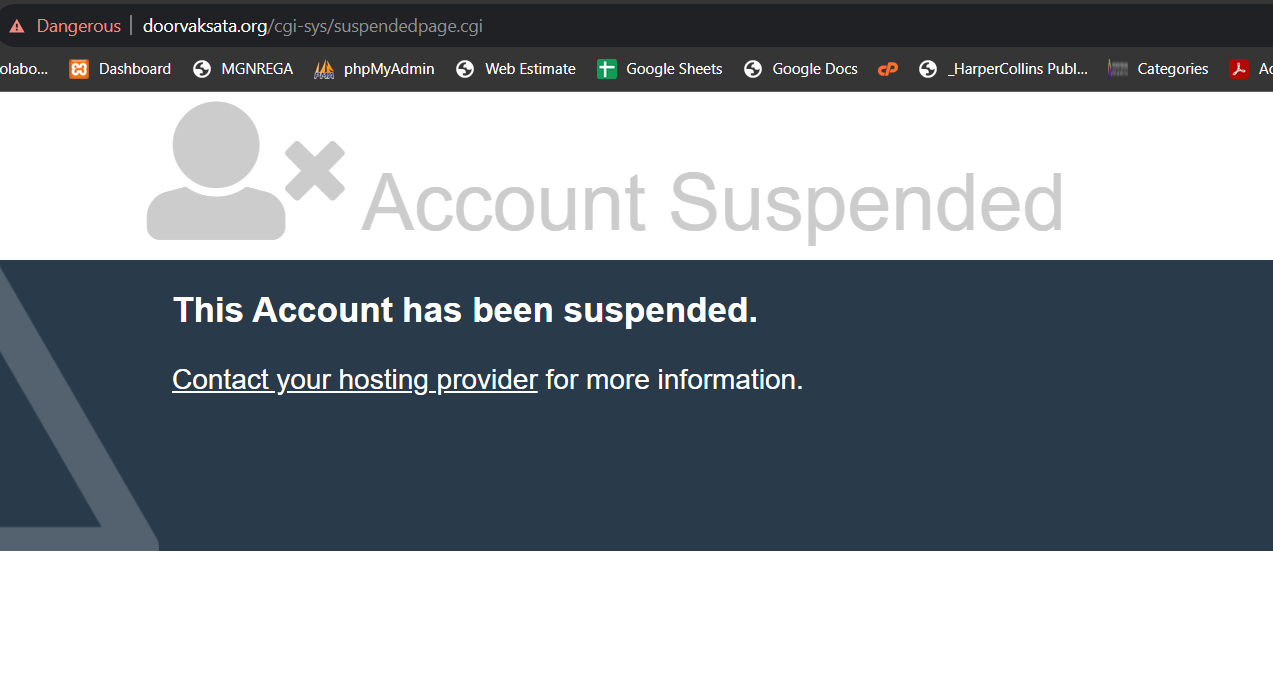 Dangerous doorvaksata.org/cgi-sys/suspendedpage.cgi
olabo... Dashboard MGNREGA phpMyAdmin Web Estimate Google Sheets Google Docs cP _HarperCollins Publ... Categories Ac
Account Suspended
This Account has been suspended.
Contact your hosting provider for more information.